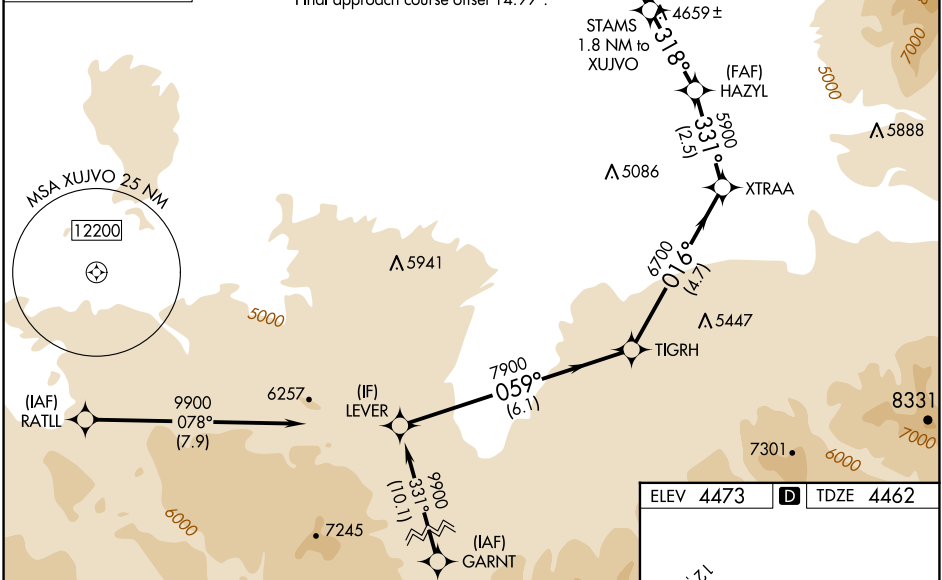 Final approach course offset 14.97°.
4659±
STAMS
1.8 NM to
XUJVO
318°
(FAF)
HAZYL
7000
5000
5900
331°
(2.5)
5888
5086
XTRAA
MSA XUJVO 25 NM
12200
6700
016°
(4.7)
5941
5000
5447
TIGRH
7900
059°
(6.1)
(IAF)
RATLL
9900
078°
(7.9)
6257
(IF)
LEVER
8331
7000
7301
6000
9900
331°
(10.1)
6000
7245
(IAF)
GARNT
ELEV 4473
D
TDZE 4462